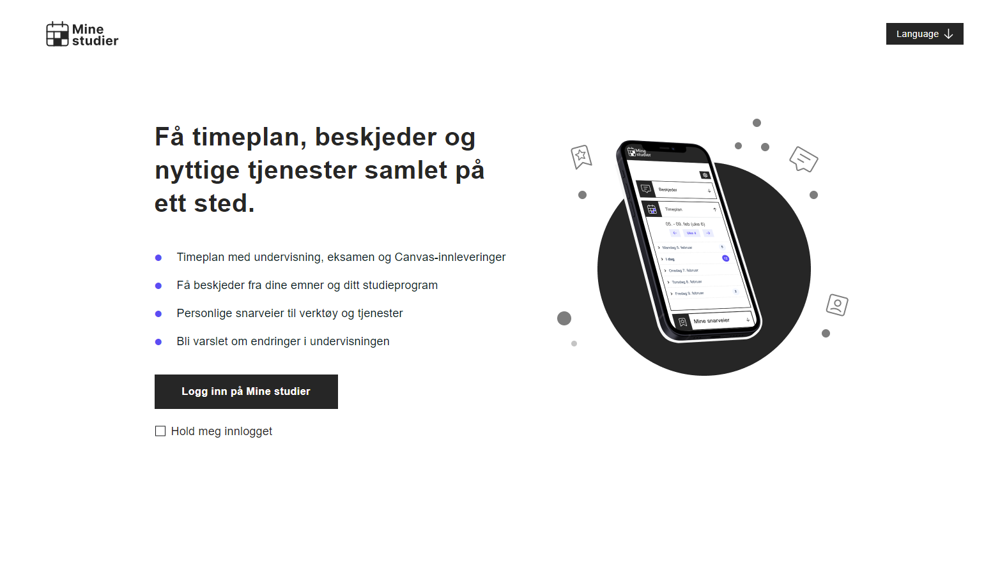 Mine
studier
Language
Få timeplan, beskjeder og
nyttige tjenester samlet på
ett sted.
Timeplan med undervisning, eksamen og Canvas-innleveringer
Få beskjeder fra dine emner og ditt studieprogram
Personlige snarveier til verktøy og tjenester
Bli varslet om endringer i undervisningen
Logg inn på Mine studier
Hold meg innlogget
Mine
studier
Beskjeder
Timeplan
05. - 09. feb (uke 6)
Uke 6
Mandag 5. februar
I dag
Onsdag 7. februar
Torsdag 8. februar
Fredag 9. februar
Mine snarveier